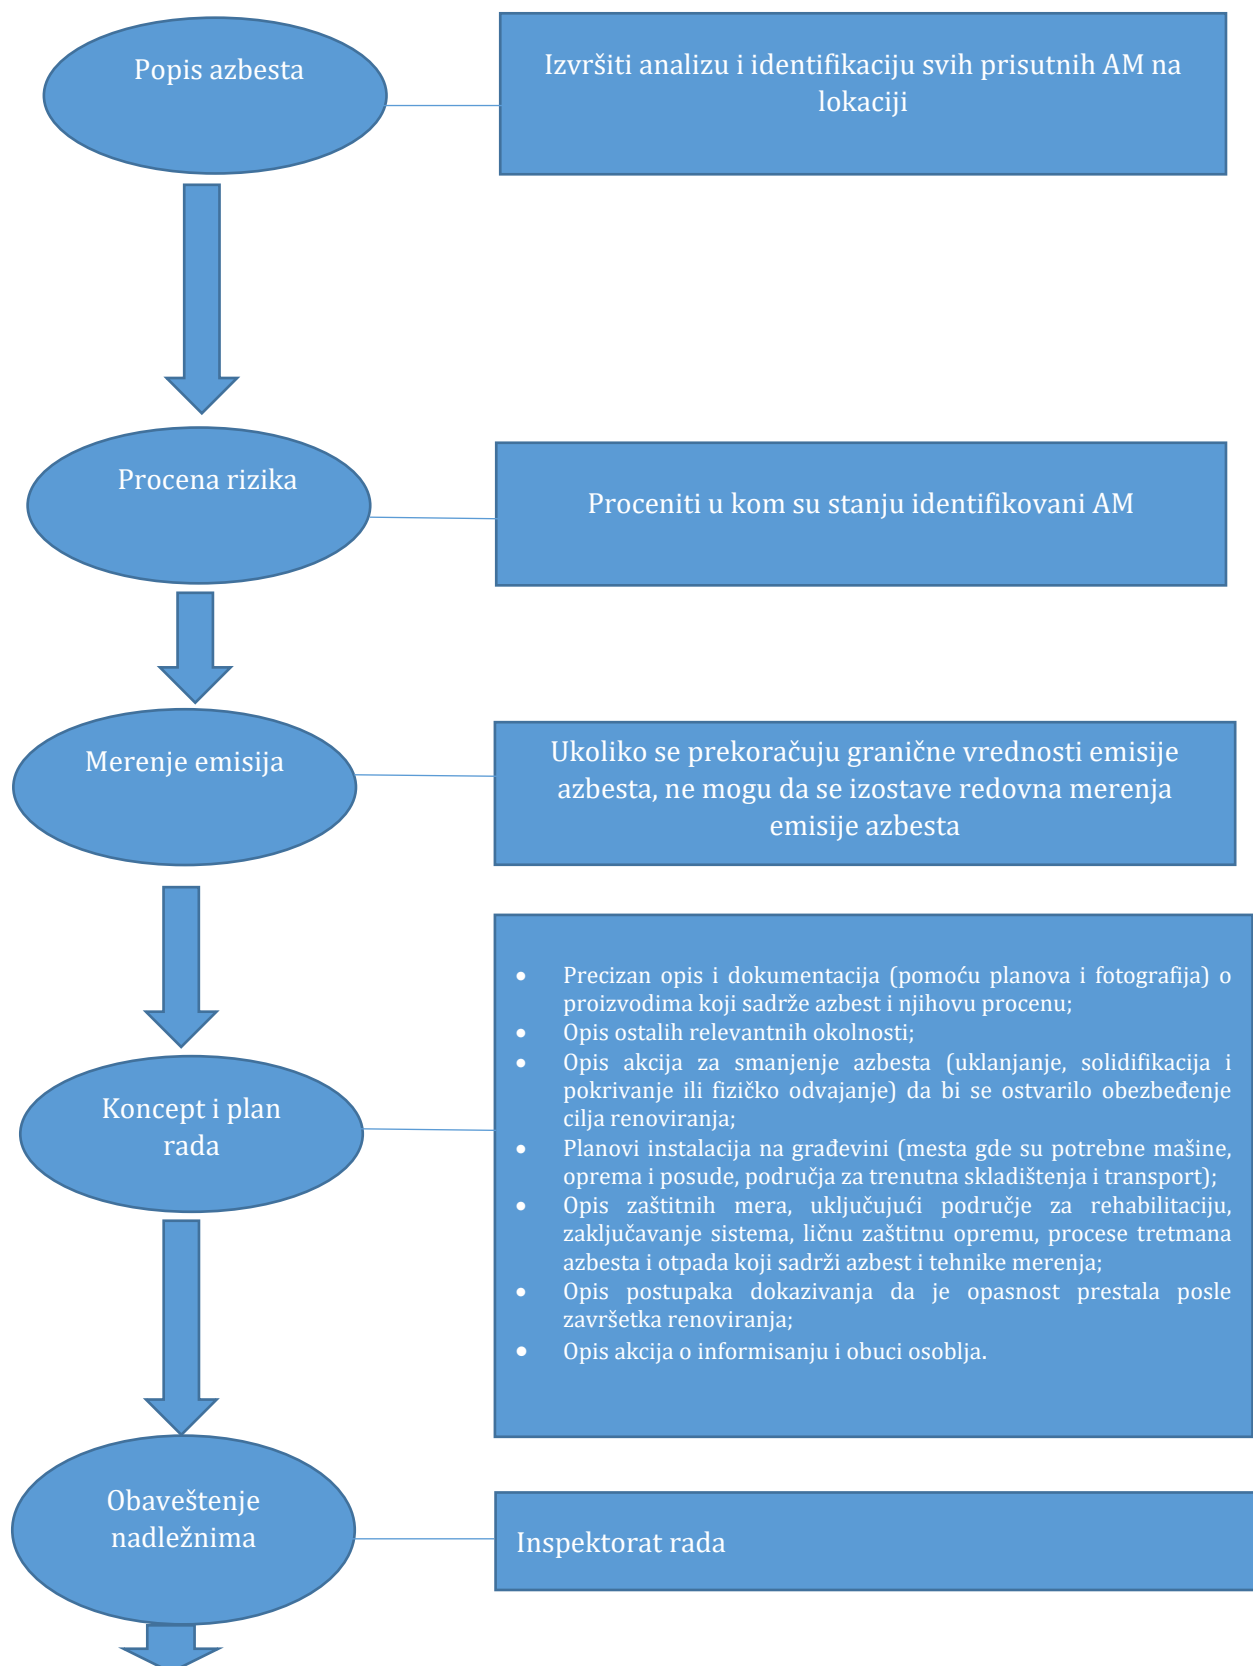 Popis azbesta
Izvršiti analizu i identifikaciju svih prisutnih AM na
lokaciji
Procena rizika
Proceniti u kom su stanju identifikovani AM
Merenje emisija
Ukoliko se prekoračuju granične vrednosti emisije
azbesta, ne mogu da se izostave redovna merenja
emisije azbesta
Koncept i plan
rada
• Precizan opis i dokumentacija (pomoću planova i fotografija) o
proizvodima koji sadrže azbest i njihovu procenu;
• Opis ostalih relevantnih okolnosti;
• Opis akcija za smanjenje azbesta (uklanjanje, solidifikacija i
pokrivanje ili fizičko odvajanje) da bi se ostvarilo obezbeđenje
cilja renoviranja;
• Planovi instalacija na građevini (mesta gde su potrebne mašine,
oprema i posude, područja za trenutna skladištenja i transport);
• Opis zaštitnih mera, uključujući područje za rehabilitaciju,
zaključavanje sistema, ličnu zaštitnu opremu, procese tretmana
azbesta i otpada koji sadrži azbest i tehnike merenja;
• Opis postupaka dokazivanja da je opasnost prestala posle
završetka renoviranja;
• Opis akcija o informisanju i obuci osoblja.
Obaveštenje
nadležnima
Inspektorat rada